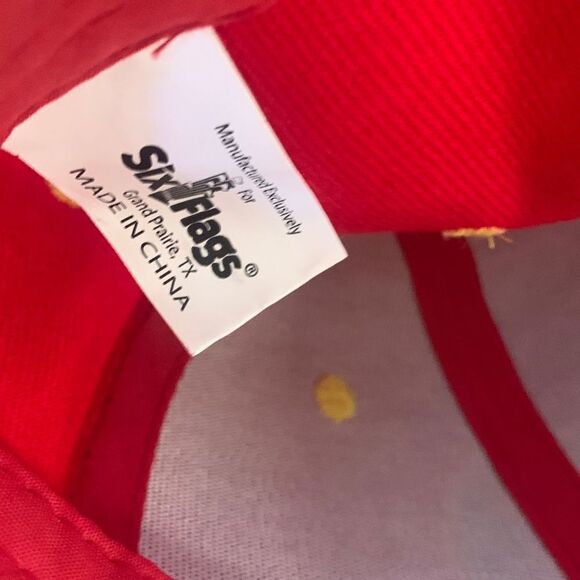 Manufactured Exclusively
For
Six Flags®
Grand Prairie, TX
MADE IN CHINA